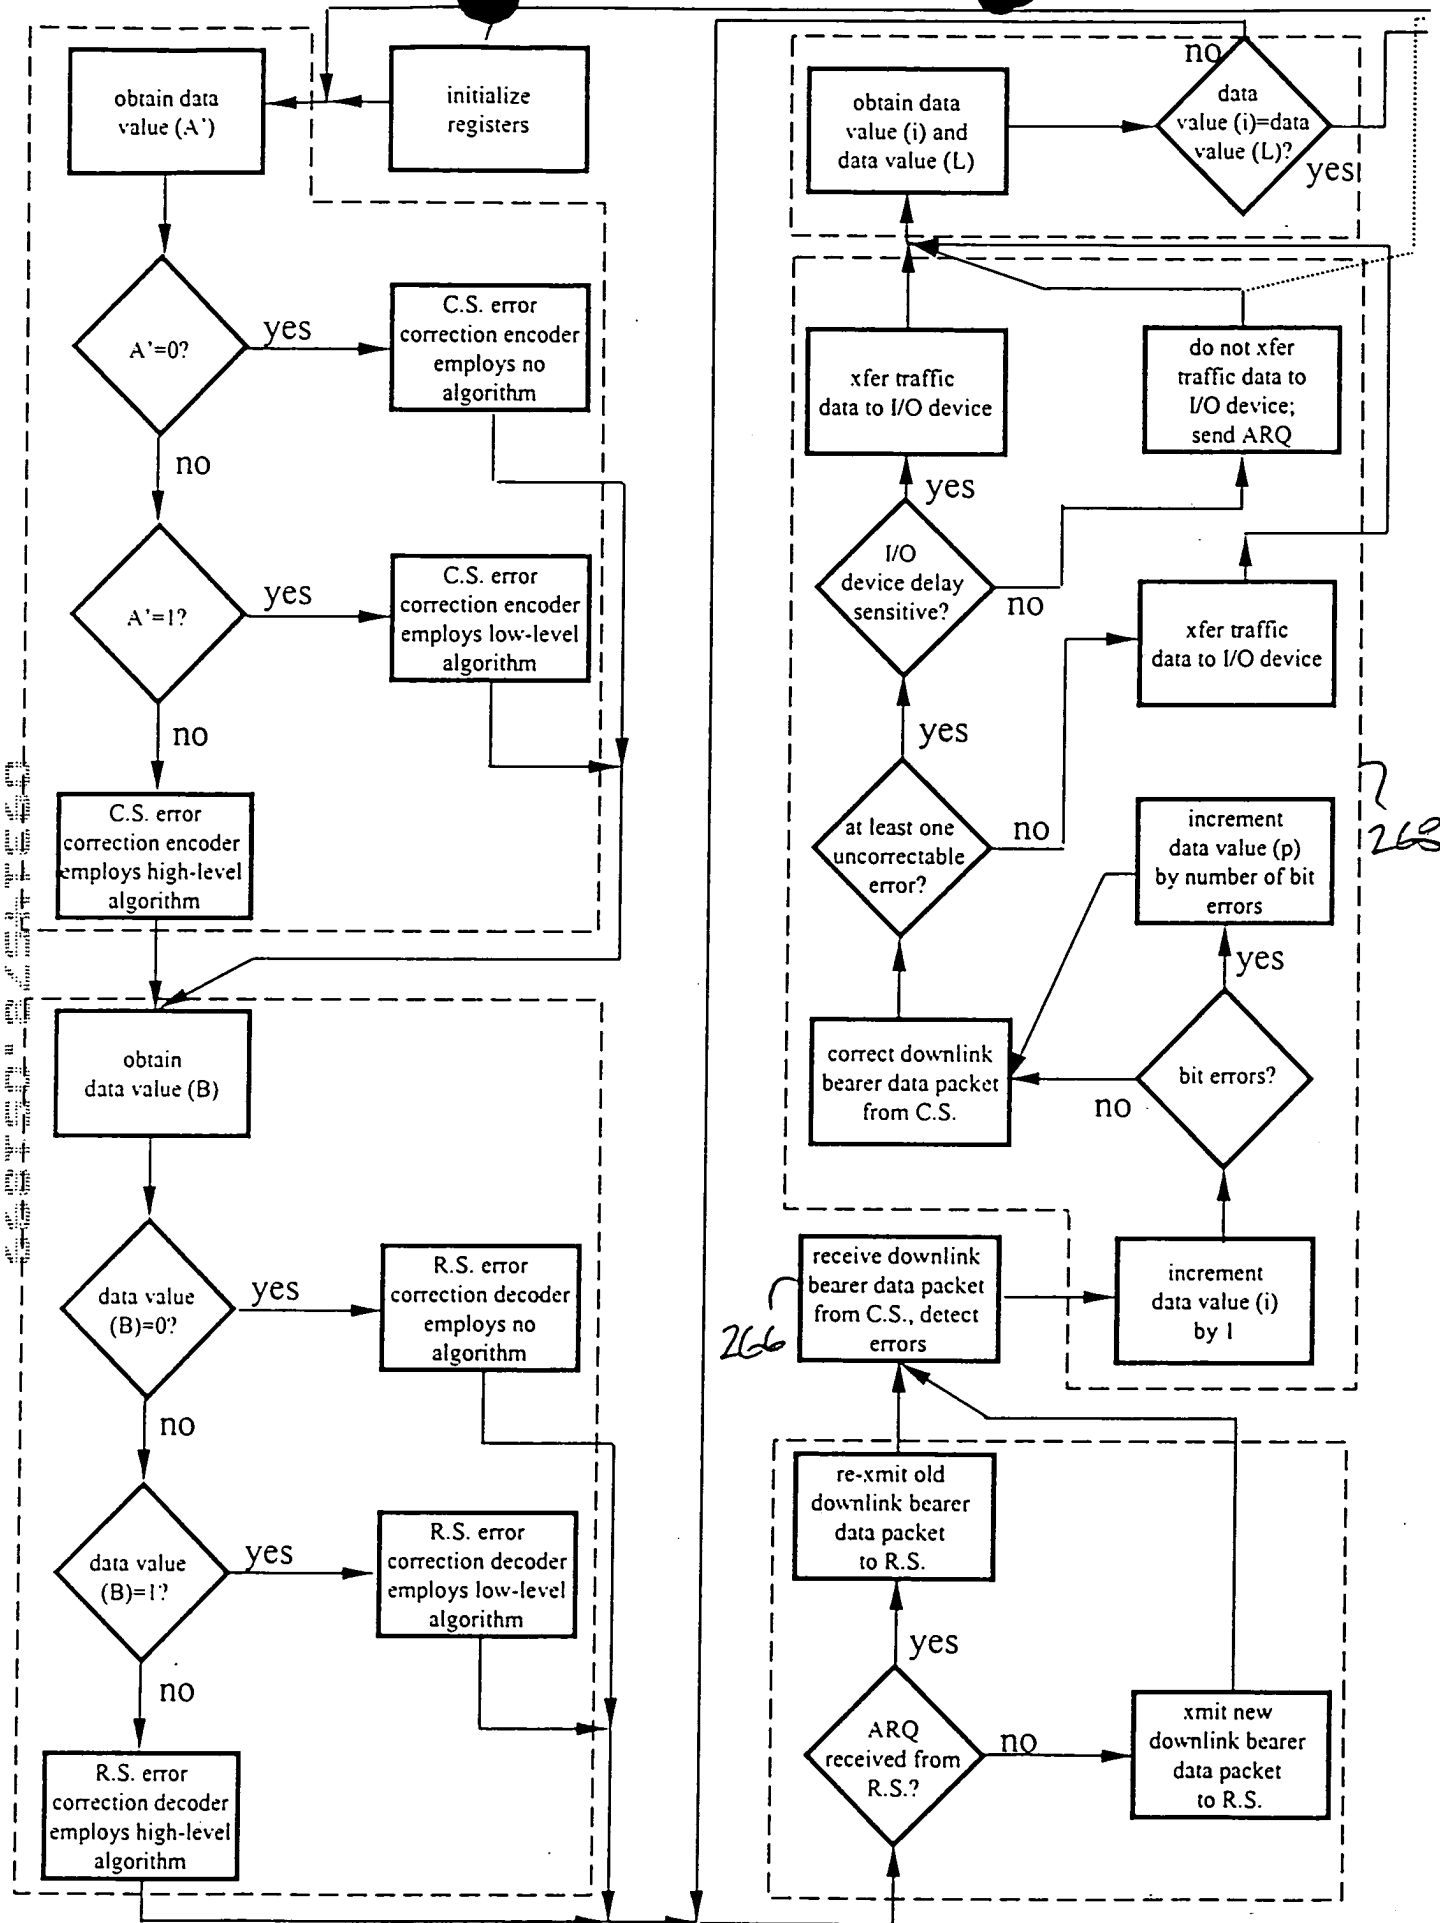 obtain data
value (A')
initialize
registers
A'=0?
yes
C.S. error
correction encoder
employs no
algorithm
no
A'=1?
yes
C.S. error
correction encoder
employs low-level
algorithm
no
C.S. error
correction encoder
employs high-level
algorithm
obtain
data value (B)
data value
(B)=0?
yes
R.S. error
correction decoder
employs no
algorithm
no
data value
(B)=1?
yes
R.S. error
correction decoder
employs low-level
algorithm
no
R.S. error
correction decoder
employs high-level
algorithm
obtain data
value (i) and
data value (L)
no
data
value (i)=data
value (L)?
yes
xfer traffic
data to I/O device
do not xfer
traffic data to
I/O device;
send ARQ
yes
I/O
device delay
sensitive?
no
xfer traffic
data to I/O device
yes
at least one
uncorrectable
error?
no
increment
data value (p)
by number of bit
errors
268
yes
correct downlink
bearer data packet
from C.S.
bit errors?
no
receive downlink
bearer data packet
from C.S., detect
errors
266
increment
data value (i)
by 1
re-xmit old
downlink bearer
data packet
to R.S.
yes
ARQ
received from
R.S.?
no
xmit new
downlink bearer
data packet
to R.S.